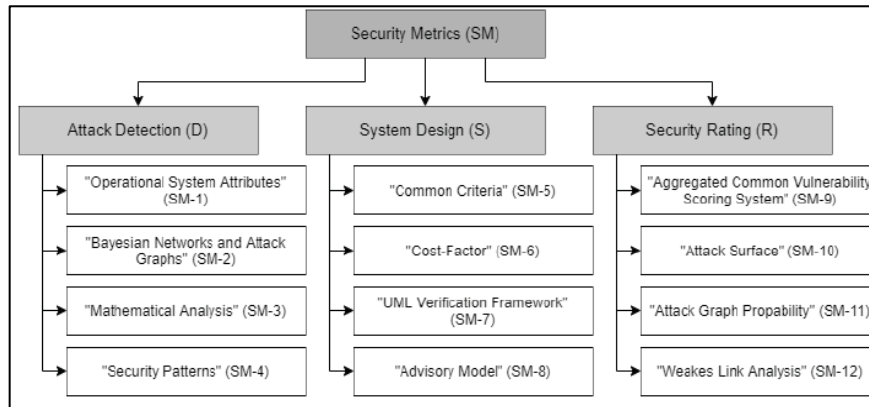 Security Metrics (SM)
Attack Detection (D)
"Operational System Attributes"
(SM-1)
"Bayesian Networks and Attack
Graphs" (SM-2)
"Mathematical Analysis" (SM-3)
"Security Patterns" (SM-4)
System Design (S)
"Common Criteria" (SM-5)
"Cost-Factor" (SM-6)
"UML Verification Framework"
(SM-7)
"Advisory Model" (SM-8)
Security Rating (R)
"Aggregated Common Vulnerability
Scoring System" (SM-9)
"Attack Surface" (SM-10)
"Attack Graph Propability" (SM-11)
"Weakes Link Analysis" (SM-12)